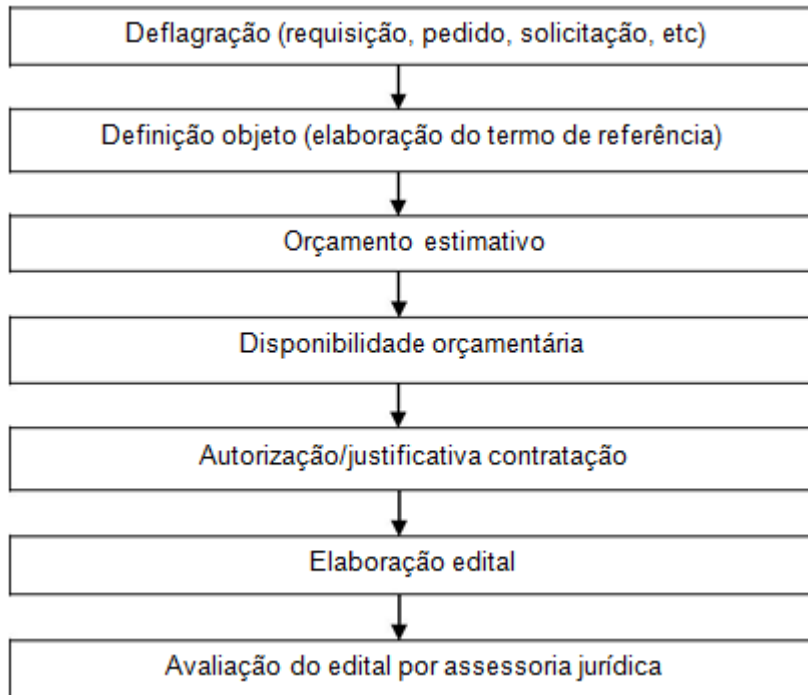 Deflagração (requisição, pedido, solicitação, etc)
Definição objeto (elaboração do termo de referência)
Orçamento estimativo
Disponibilidade orçamentária
Autorização/justificativa contratação
Elaboração edital
Avaliação do edital por assessoria jurídica